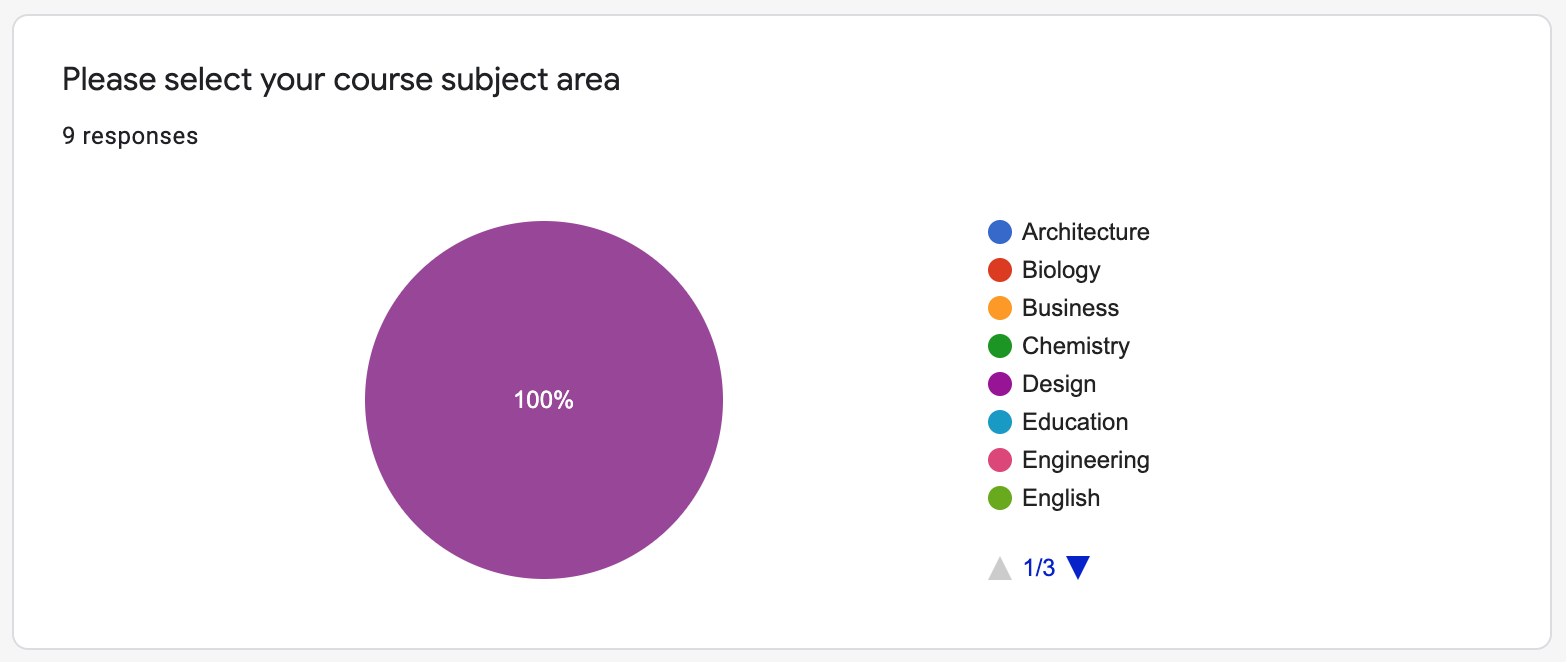 Please select your course subject area
9 responses
100%
Architecture
Biology
Business
Chemistry
Design
Education
Engineering
English
1/3